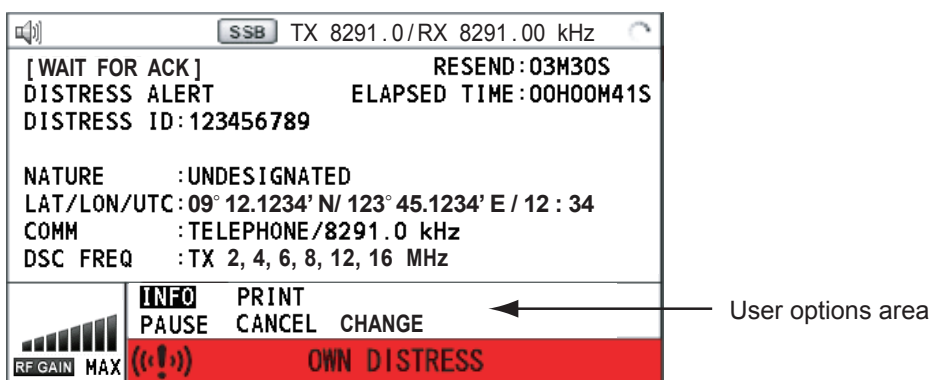 SSB TX 8291.0/RX 8291.00 kHz
[WAIT FOR ACK] RESEND:03M30S
DISTRESS ALERT ELAPSED TIME:00H00M41S
DISTRESS ID:123456789
NATURE :UNDESIGNATED
LAT/LON/UTC:09° 12.1234' N/ 123° 45.1234' E / 12 : 34
COMM :TELEPHONE/8291.0 kHz
DSC FREQ :TX 2, 4, 6, 8, 12, 16 MHz
INFO PRINT
PAUSE CANCEL CHANGE
User options area
RF GAIN MAX OWN DISTRESS